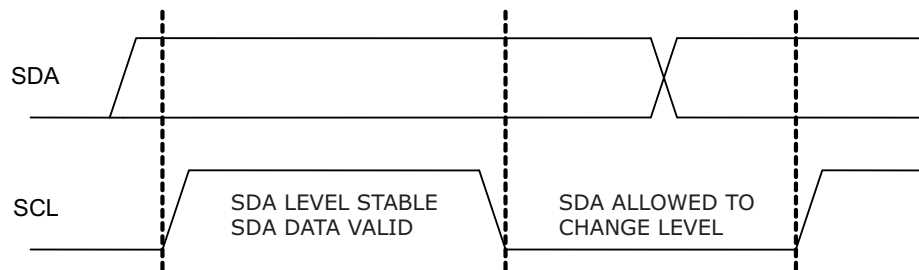 SDA
SCL
SDA LEVEL STABLE
SDA DATA VALID
SDA ALLOWED TO
CHANGE LEVEL